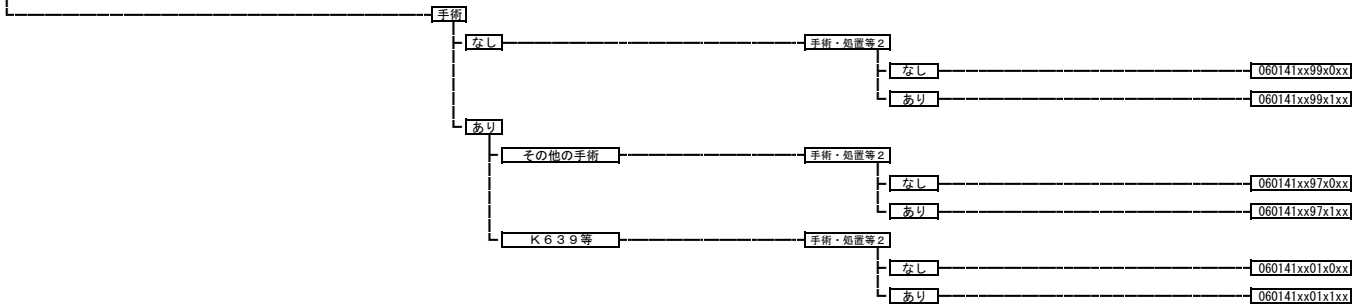 手術
なし 手術・処置等2
なし 060141xx99x0xx
あり 060141xx99x1xx
あり
その他の手術 手術・処置等2
なし 060141xx97x0xx
あり 060141xx97x1xx
K639等 手術・処置等2
なし 060141xx01x0xx
あり 060141xx01x1xx